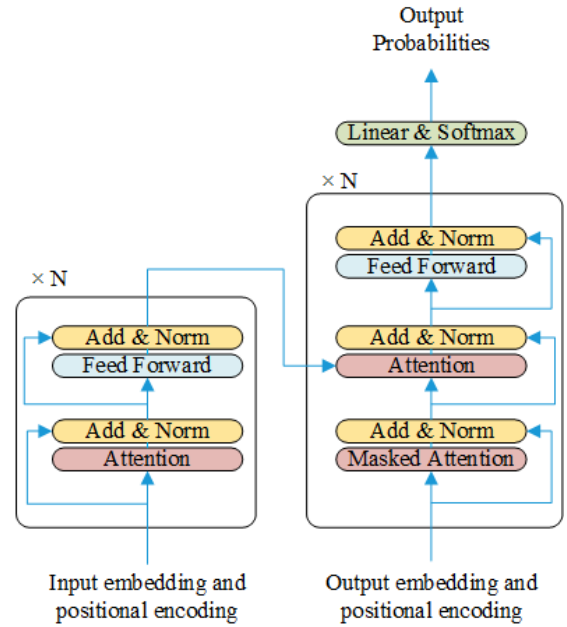 Output
Probabilities
Linear & Softmax
× N
Add & Norm
Feed Forward
Add & Norm
Attention
Add & Norm
Masked Attention
Output embedding and
positional encoding
× N
Add & Norm
Feed Forward
Add & Norm
Attention
Input embedding and
positional encoding